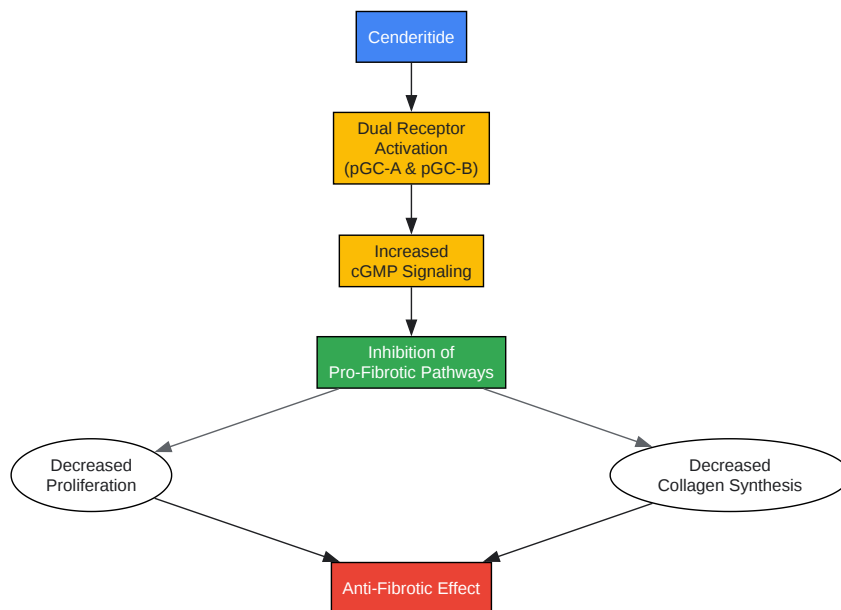 Cenderitide
Dual Receptor
Activation
(pGC-A & pGC-B)
Increased
cGMP Signaling
Inhibition of
Pro-Fibrotic Pathways
Decreased
Proliferation
Decreased
Collagen Synthesis
Anti-Fibrotic Effect